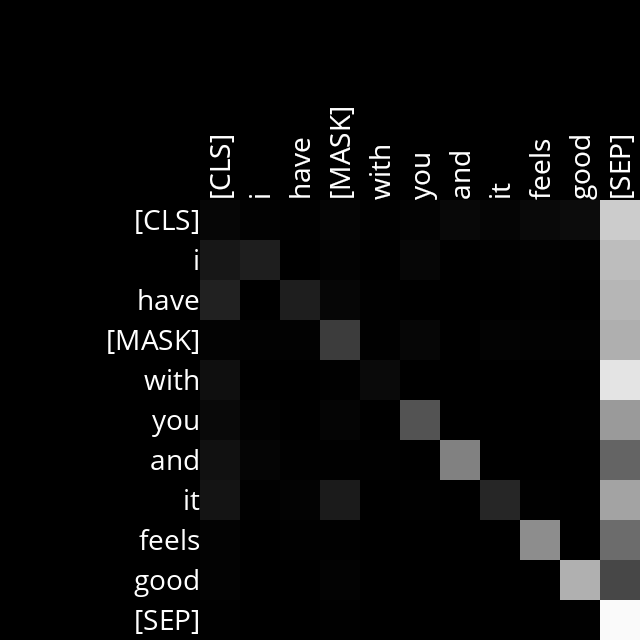 [CLS] i have [MASK] with you and it feels good [SEP]
[CLS]
i
have
[MASK]
with
you
and
it
feels
good
[SEP]